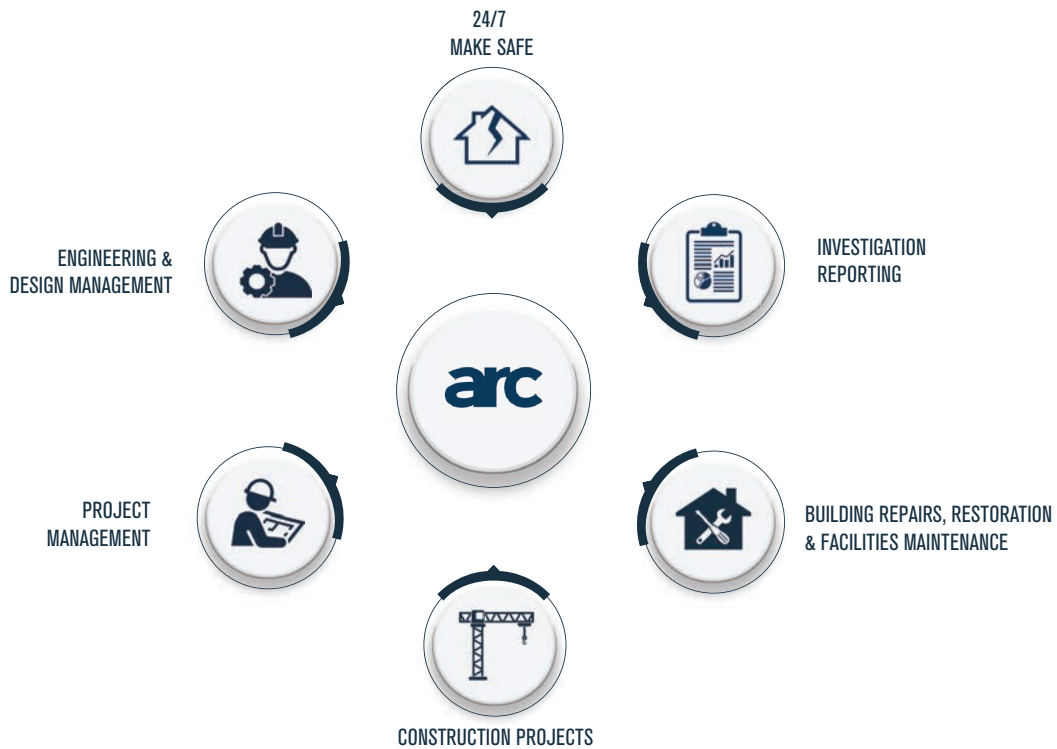 24/7
MAKE SAFE
ENGINEERING &
DESIGN MANAGEMENT
INVESTIGATION
REPORTING
arc
PROJECT
MANAGEMENT
BUILDING REPAIRS, RESTORATION
& FACILITIES MAINTENANCE
CONSTRUCTION PROJECTS